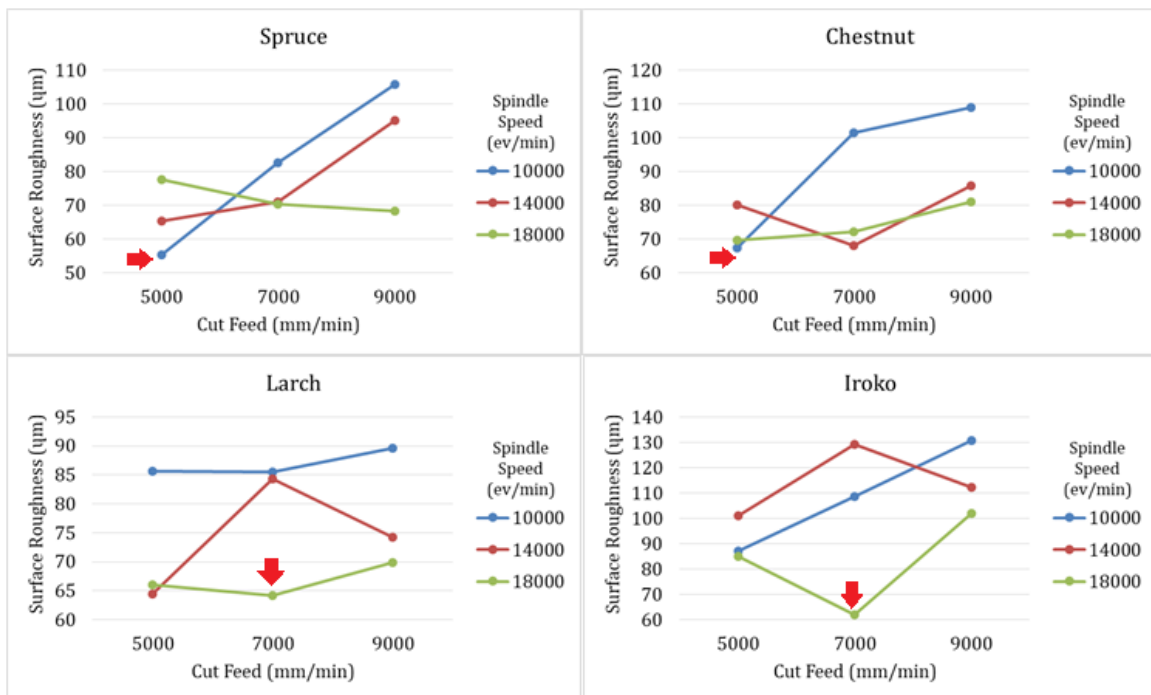 Spruce
Surface Roughness (ɥm)
110
100
90
80
70
60
50
5000 7000 9000
Cut Feed (mm/min)
Spindle
Speed
(ev/min)
10000
14000
18000
Chestnut
Surface Roughness (ɥm)
120
110
100
90
80
70
60
5000 7000 9000
Cut Feed (mm/min)
Spindle
Speed
(ev/min)
10000
14000
18000
Larch
Surface Roughness (ɥm)
95
90
85
80
75
70
65
60
5000 7000 9000
Cut Feed (mm/min)
Spindle
Speed
(ev/min)
10000
14000
18000
Iroko
Surface Roughness (ɥm)
140
130
120
110
100
90
80
70
60
5000 7000 9000
Cut Feed (mm/min)
Spindle
Speed
(ev/min)
10000
14000
18000